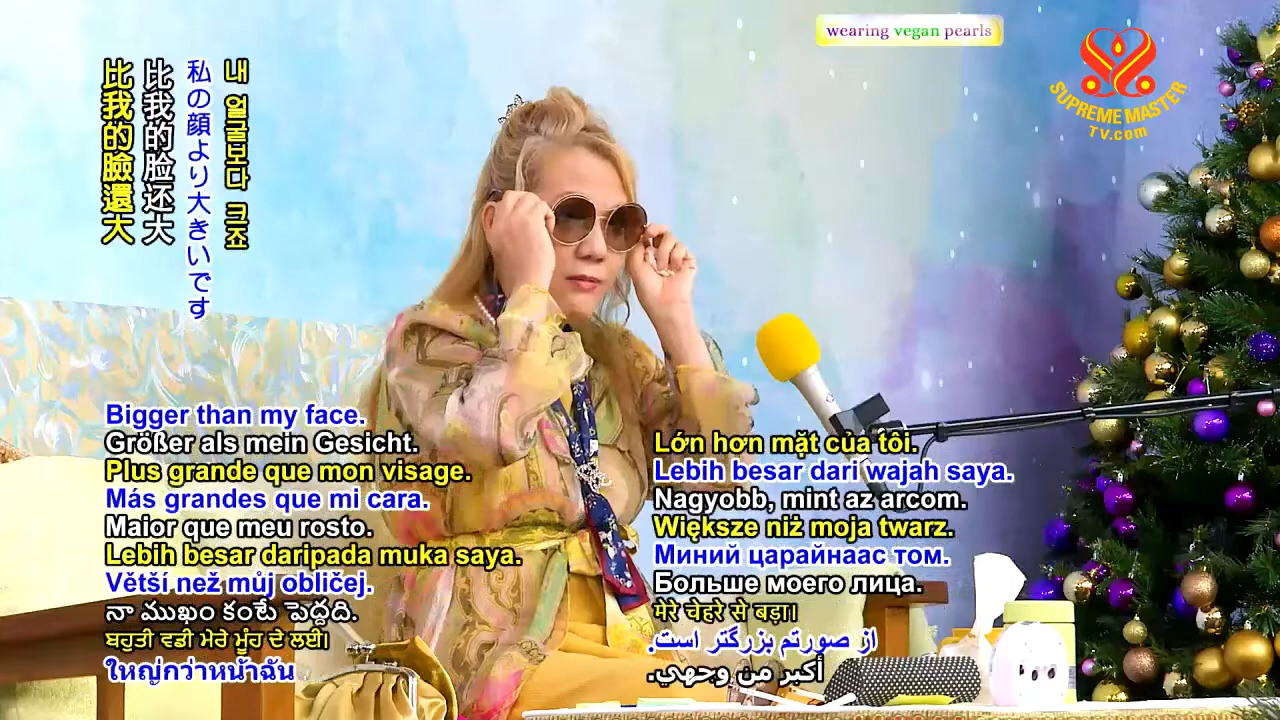 wearing vegan pearls
SUPREME MASTER
TV.com
내 얼굴보다 크죠
私の顔より大きいです
比我的脸还大
比我的臉還大
Bigger than my face.
Größer als mein Gesicht.
Plus grande que mon visage.
Más grandes que mi cara.
Maior que meu rosto.
Lebih besar daripada muka saya.
Větší než můj obličej.
నా ముఖం కంటే పెద్దది.
ਬਹੁਤੀ ਵਡੀ ਮੇਰੇ ਮੂੰਹ ਦੇ ਲਈ।
ใหญ่กว่าหน้าฉัน
Lớn hơn mặt của tôi.
Lebih besar dari wajah saya.
Nagyobb, mint az arcom.
Większe niż moja twarz.
Миний царайнаас том.
Больше моего лица.
मेरे चेहरे से बड़ा।
از صورتم بزرگتر است.
أكبر من وجهي.